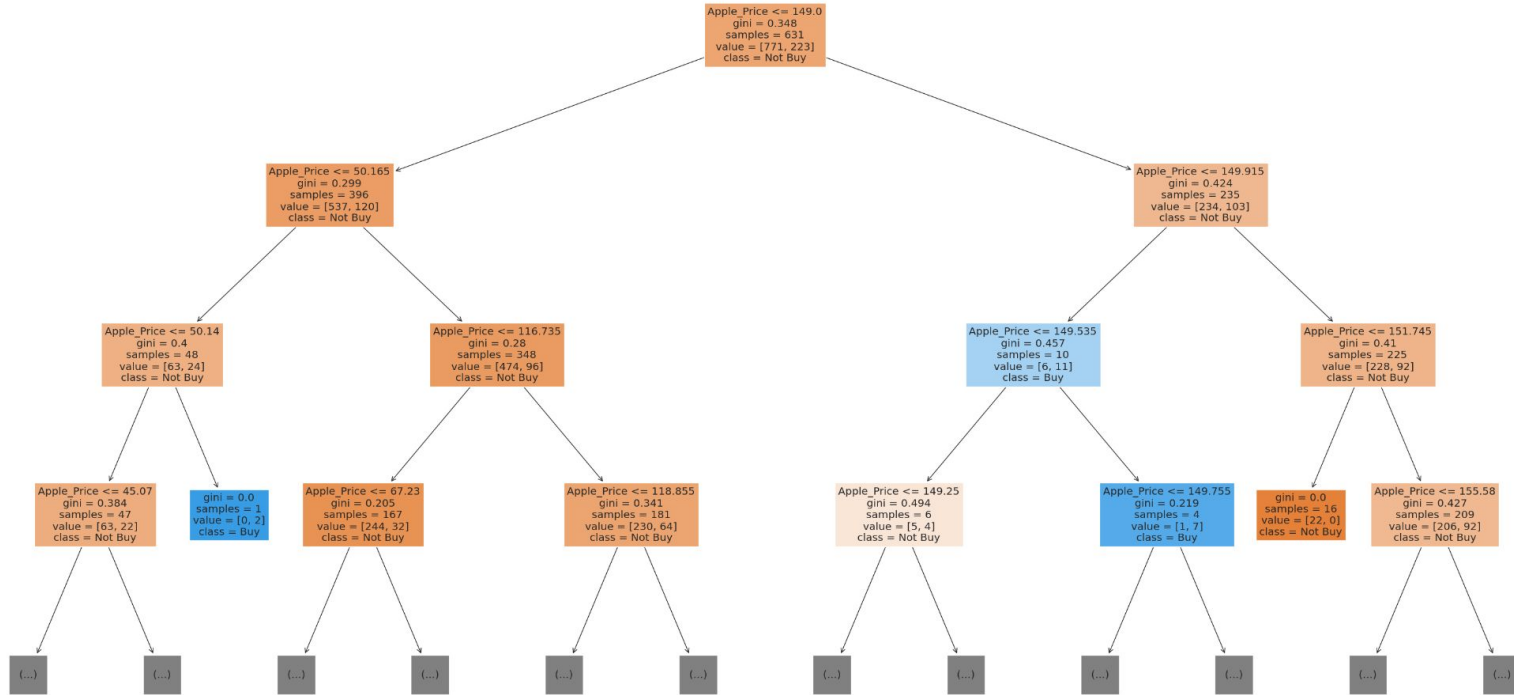 Apple_Price <= 149.0
gini = 0.348
samples = 631
value = [771, 223]
class = Not Buy
Apple_Price <= 50.165
gini = 0.299
samples = 396
value = [537, 120]
class = Not Buy
Apple_Price <= 149.915
gini = 0.424
samples = 235
value = [234, 103]
class = Not Buy
Apple_Price <= 50.14
gini = 0.4
samples = 48
value = [63, 24]
class = Not Buy
Apple_Price <= 116.735
gini = 0.28
samples = 348
value = [474, 96]
class = Not Buy
Apple_Price <= 149.535
gini = 0.457
samples = 10
value = [6, 11]
class = Buy
Apple_Price <= 151.745
gini = 0.41
samples = 225
value = [228, 92]
class = Not Buy
Apple_Price <= 45.07
gini = 0.384
samples = 47
value = [63, 22]
class = Not Buy
gini = 0.0
samples = 1
value = [0, 2]
class = Buy
Apple_Price <= 67.23
gini = 0.205
samples = 167
value = [244, 32]
class = Not Buy
Apple_Price <= 118.855
gini = 0.341
samples = 181
value = [230, 64]
class = Not Buy
Apple_Price <= 149.25
gini = 0.494
samples = 6
value = [5, 4]
class = Not Buy
Apple_Price <= 149.755
gini = 0.219
samples = 4
value = [1, 7]
class = Buy
gini = 0.0
samples = 16
value = [22, 0]
class = Not Buy
Apple_Price <= 155.58
gini = 0.427
samples = 209
value = [206, 92]
class = Not Buy
(...)
(...)
(...)
(...)
(...)
(...)
(...)
(...)
(...)
(...)
(...)
(...)